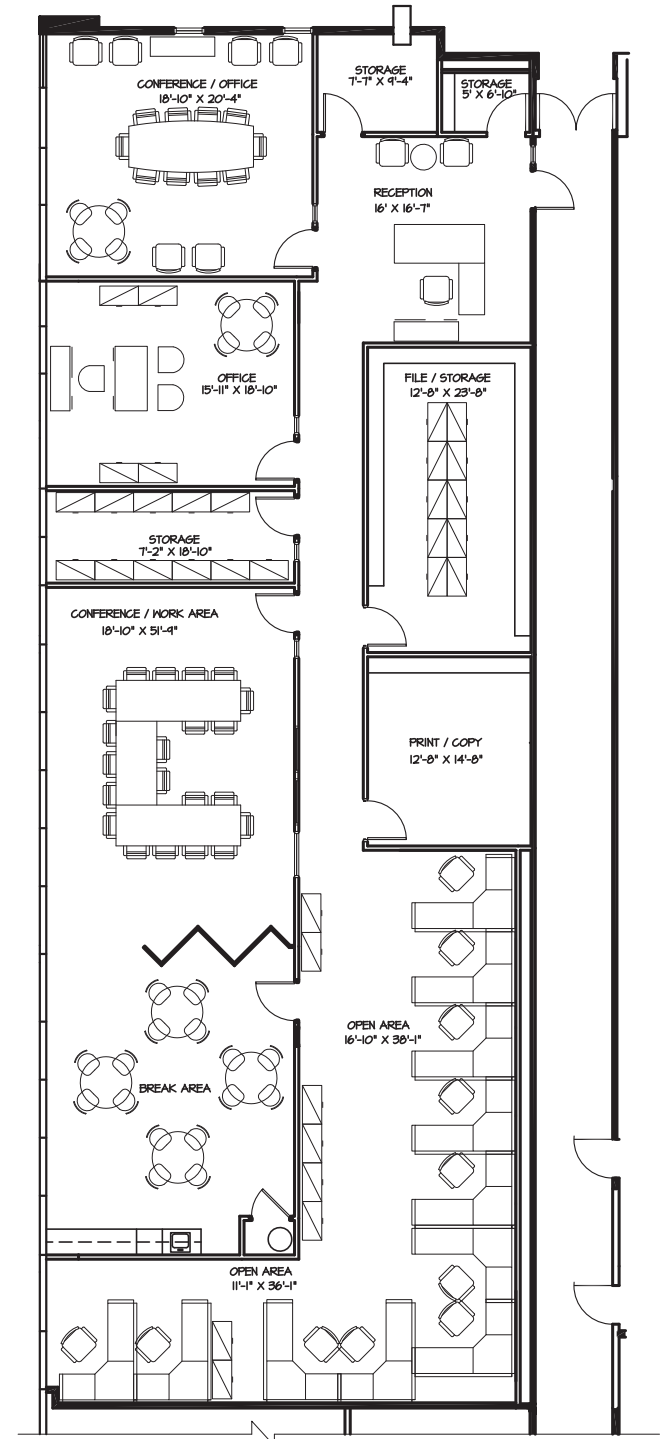 CONFERENCE / OFFICE
18'-10" X 20'-4"
STORAGE
7'-7" X 9'-4"
STORAGE
5' X 6'-10"
RECEPTION
16' X 16'-7"
OFFICE
15'-11" X 18'-10"
FILE / STORAGE
12'-8" X 23'-8"
STORAGE
7'-2" X 18'-10"
CONFERENCE / WORK AREA
18'-10" X 51'-9"
PRINT / COPY
12'-8" X 14'-8"
OPEN AREA
16'-10" X 38'-1"
BREAK AREA
OPEN AREA
11'-1" X 36'-1"